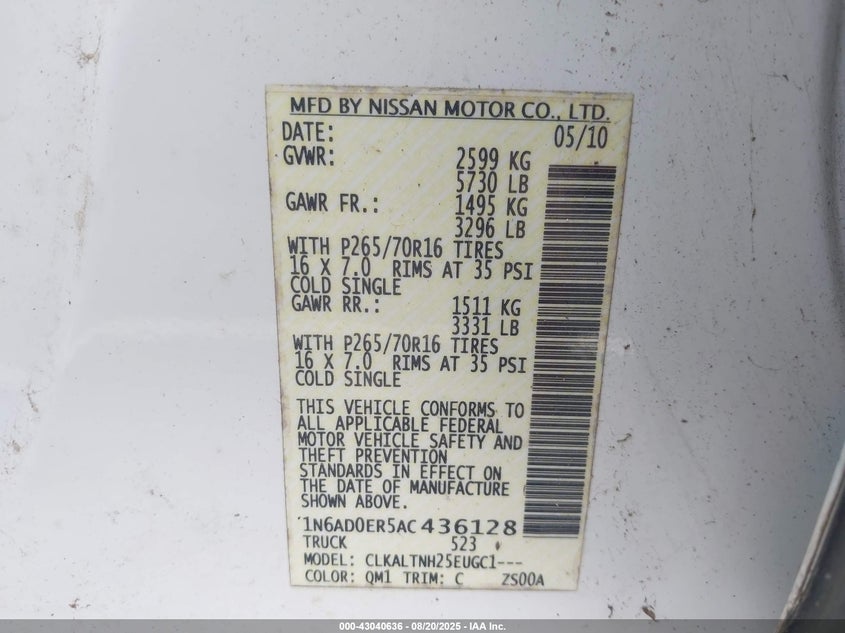 MFD BY NISSAN MOTOR CO., LTD.
DATE: 05/10
GVWR: 2599 KG
5730 LB
GAWR FR.: 1495 KG
3296 LB
WITH P265/70R16 TIRES
16 X 7.0 RIMS AT 35 PSI
COLD SINGLE
GAWR RR.: 1511 KG
3331 LB
WITH P265/70R16 TIRES
16 X 7.0 RIMS AT 35 PSI
COLD SINGLE
THIS VEHICLE CONFORMS TO
ALL APPLICABLE FEDERAL
MOTOR VEHICLE SAFETY AND
THEFT PREVENTION
STANDARDS IN EFFECT ON
THE DATE OF MANUFACTURE
SHOWN ABOVE.
1N6AD0ER5AC436128
TRUCK 523
MODEL: CLKALTNH25EUGC1---
COLOR: QM1 TRIM: C ZS00A
000-43040636 - 08/20/2025 - IAA Inc.